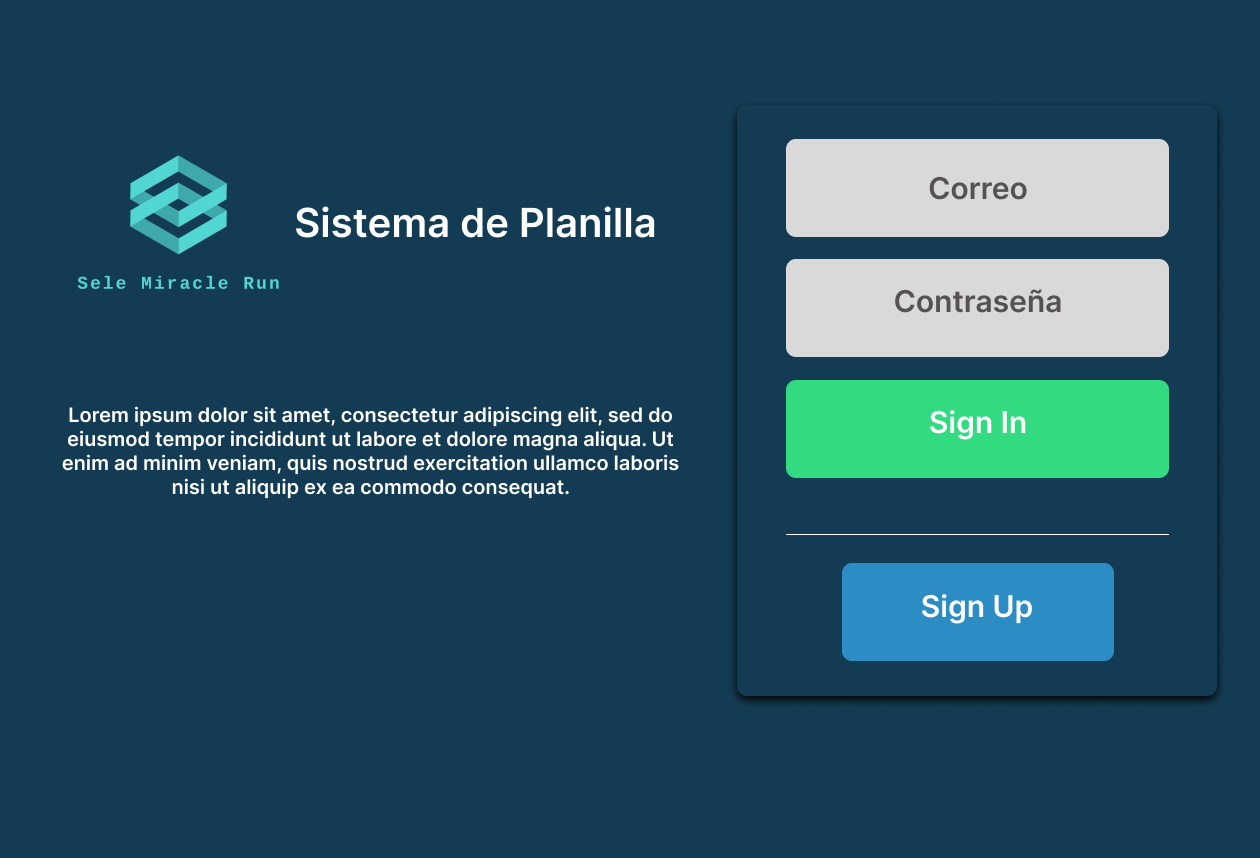 Sistema de Planilla
Sele Miracle Run
Lorem ipsum dolor sit amet, consectetur adipiscing elit, sed do
eiusmod tempor incididunt ut labore et dolore magna aliqua. Ut
enim ad minim veniam, quis nostrud exercitation ullamco laboris
nisi ut aliquip ex ea commodo consequat.
Correo
Contraseña
Sign In
Sign Up